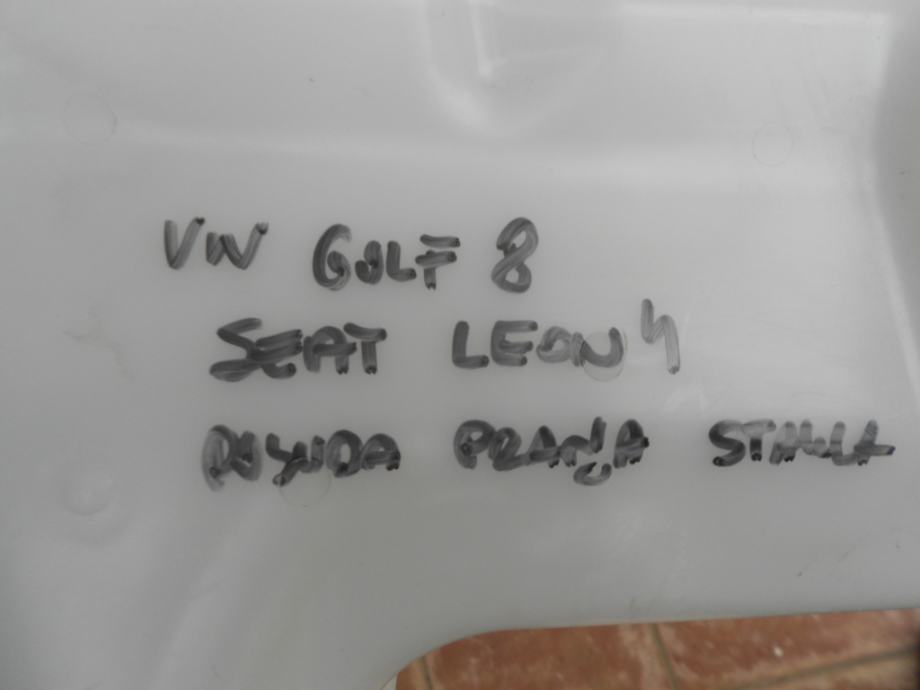 VW GOLF 8
SEAT LEON 4
POSUDA PRANJA STAKLA